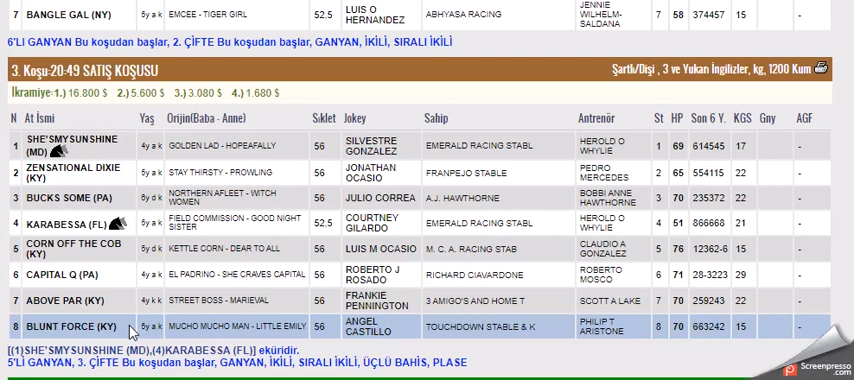 7 BANGLE GAL (NY) 5y a k EMCEE - TIGER GIRL 52,5 LUIS O HERNANDEZ ABHYASA RACING JENNIE WILHELM-SALDANA 7 58 374457 15 -
6'LI GANYAN Bu koşudan başlar, 2. ÇİFTE Bu koşudan başlar, GANYAN, İKİLİ, SIRALI İKİLİ
3. Koşu:20:49 SATIŞ KOŞUSU Şartlı/Dişi , 3 ve Yukarı İngilizler, kg, 1200 Kum
İkramiye:1.) 16.800 $ 2.) 5.600 $ 3.) 3.080 $ 4.) 1.680 $
N At İsmi Yaş Orijin(Baba - Anne) Sıklet Jokey Sahip Antrenör St HP Son 6 Y. KGS Gny AGF
1 SHE'SMYSUNSHINE (MD) 4y a k GOLDEN LAD - HOPEAFALLY 56 SILVESTRE GONZALEZ EMERALD RACING STABL HEROLD O WHYLIE 1 69 614545 17 -
2 ZENSATIONAL DIXIE (KY) 5y a k STAY THIRSTY - PROWLING 56 JONATHAN OCASIO FRANPEJO STABLE PEDRO MERCEDES 2 65 554115 22 -
3 BUCKS SOME (PA) 6y d k NORTHERN AFLEET - WITCH WOMEN 56 JULIO CORREA A.J. HAWTHORNE BOBBI ANNE HAWTHORNE 3 70 235372 22 -
4 KARABESSA (FL) 5y a k FIELD COMMISSION - GOOD NIGHT SISTER 52,5 COURTNEY GILARDO EMERALD RACING STABL HEROLD O WHYLIE 4 51 866668 21 -
5 CORN OFF THE COB (KY) 5y d k KETTLE CORN - DEAR TO ALL 56 LUIS M OCASIO M. C. A. RACING STAB CLAUDIO A GONZALEZ 5 76 12362-6 15 -
6 CAPITAL Q (PA) 4y a k EL PADRINO - SHE CRAVES CAPITAL 56 ROBERTO J ROSADO RICHARD CIAVARDONE ROBERTO MOSCO 6 71 28-3223 29 -
7 ABOVE PAR (KY) 4y k k STREET BOSS - MARIEVAL 56 FRANKIE PENNINGTON 3 AMIGO'S AND HOME T SCOTT A LAKE 7 70 259243 22 -
8 BLUNT FORCE (KY) 5y a k MUCHO MUCHO MAN - LITTLE EMILY 56 ANGEL CASTILLO TOUCHDOWN STABLE & K PHILIP T ARISTONE 8 70 663242 15 -
[(1)SHE'SMYSUNSHINE (MD),(4)KARABESSA (FL)] eküridir.
5'Lİ GANYAN, 3. ÇİFTE Bu koşudan başlar, GANYAN, İKİLİ, SIRALI İKİLİ, ÜÇLÜ BAHİS, PLASE
Screenpresso
.com